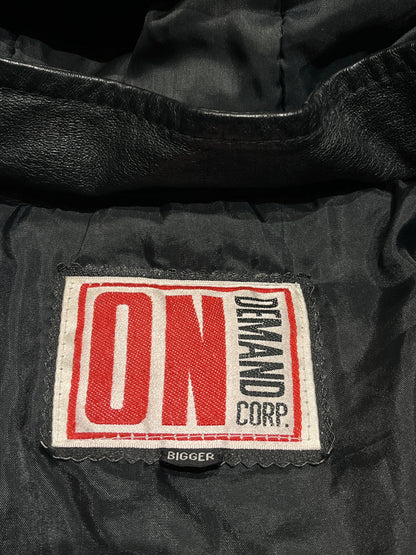 ON
DEMAND
CORP.
BIGGER